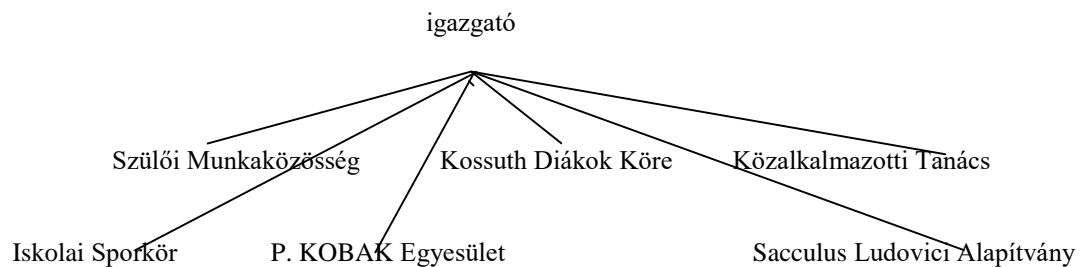 igazgató
Szülői Munkaközösség Kossuth Diákok Köre Közalkalmazotti Tanács
Iskolai Sporkör P. KOBAK Egyesület Sacculus Ludovici Alapítvány